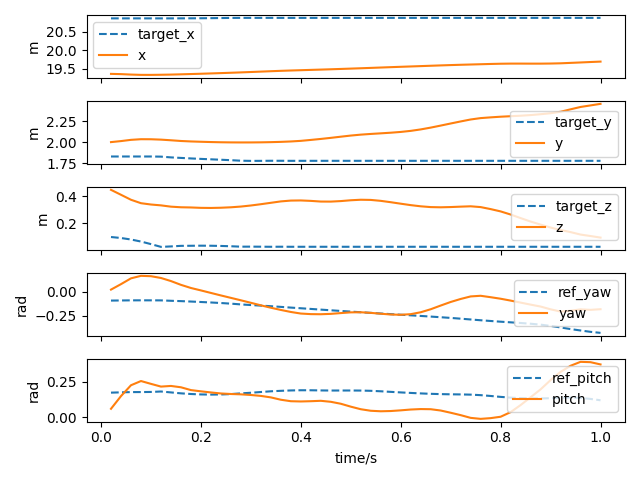 20.5
20.0
19.5
m
target_x
x
2.25
2.00
1.75
m
target_y
y
0.4
0.2
m
target_z
z
0.00
−0.25
rad
ref_yaw
yaw
0.25
0.00
rad
ref_pitch
pitch
0.0 0.2 0.4 0.6 0.8 1.0
time/s